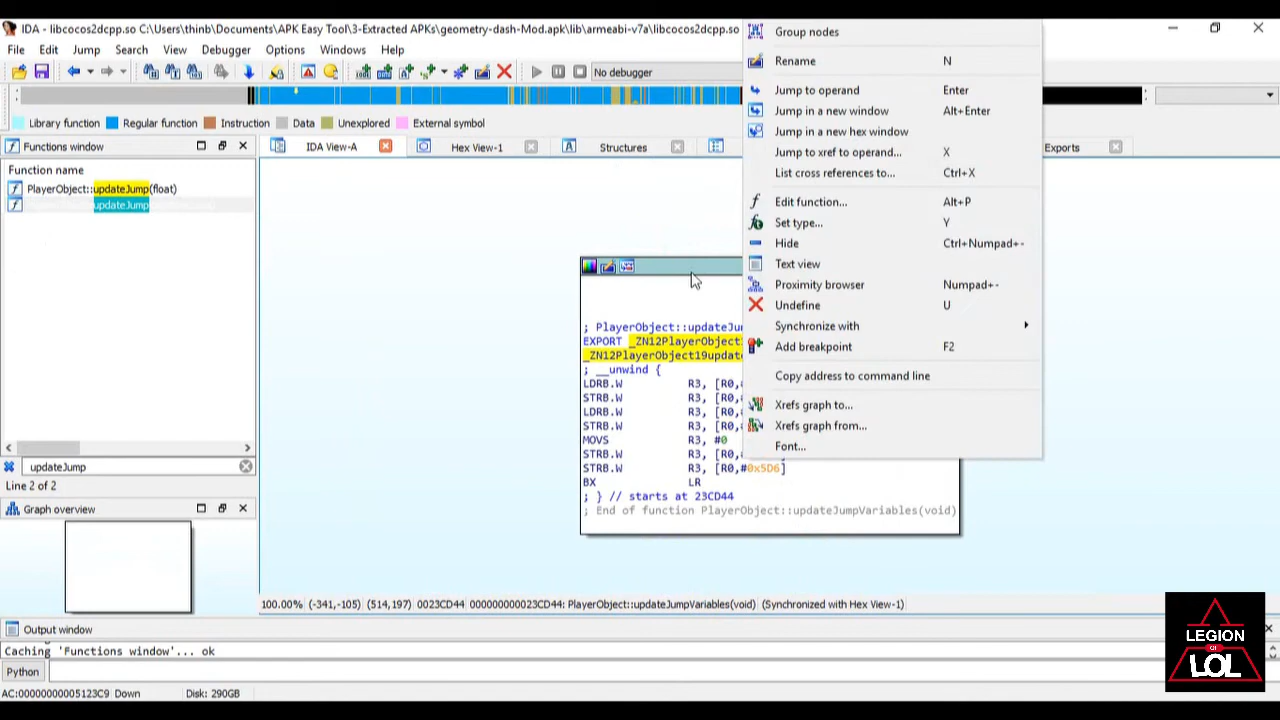 IDA - libcocos2dcpp.so C:\Users\thinb\Documents\APK Easy Tool\3-Extracted APKs\geometry-dash-Mod.apk\lib\armeabi-v7a\libcocos2dcpp.so
File Edit Jump Search View Debugger Options Windows Help
No debugger
Library function Regular function Instruction Data Unexplored External symbol
Functions window
IDA View-A Hex View-1 Structures Exports
Function name
PlayerObject::updateJump(float)
updateJump
updateJump
Line 2 of 2
Graph overview
; PlayerObject::updateJu
EXPORT _ZN12PlayerObject
_ZN12PlayerObject19update
; __unwind {
LDRB.W R3, [R0,
STRB.W R3, [R0,
LDRB.W R3, [R0,
STRB.W R3, [R0,
MOVS R3, #0
STRB.W R3, [R0,
STRB.W R3, [R0,#0x5D6]
BX LR
; } // starts at 23CD44
; End of function PlayerObject::updateJumpVariables(void)
Group nodes
Rename N
Jump to operand Enter
Jump in a new window Alt+Enter
Jump in a new hex window
Jump to xref to operand... X
List cross references to... Ctrl+X
Edit function... Alt+P
Set type... Y
Hide Ctrl+Numpad+-
Text view
Proximity browser Numpad+-
Undefine U
Synchronize with
Add breakpoint F2
Copy address to command line
Xrefs graph to...
Xrefs graph from...
Font...
100.00% (-341,-105) (514,197) 0023CD44 000000000023CD44: PlayerObject::updateJumpVariables(void) (Synchronized with Hex View-1)
Output window
Caching 'Functions window'... ok
Python
AC:00000000005123C9 Down Disk: 290GB
LEGION
OF
LOL